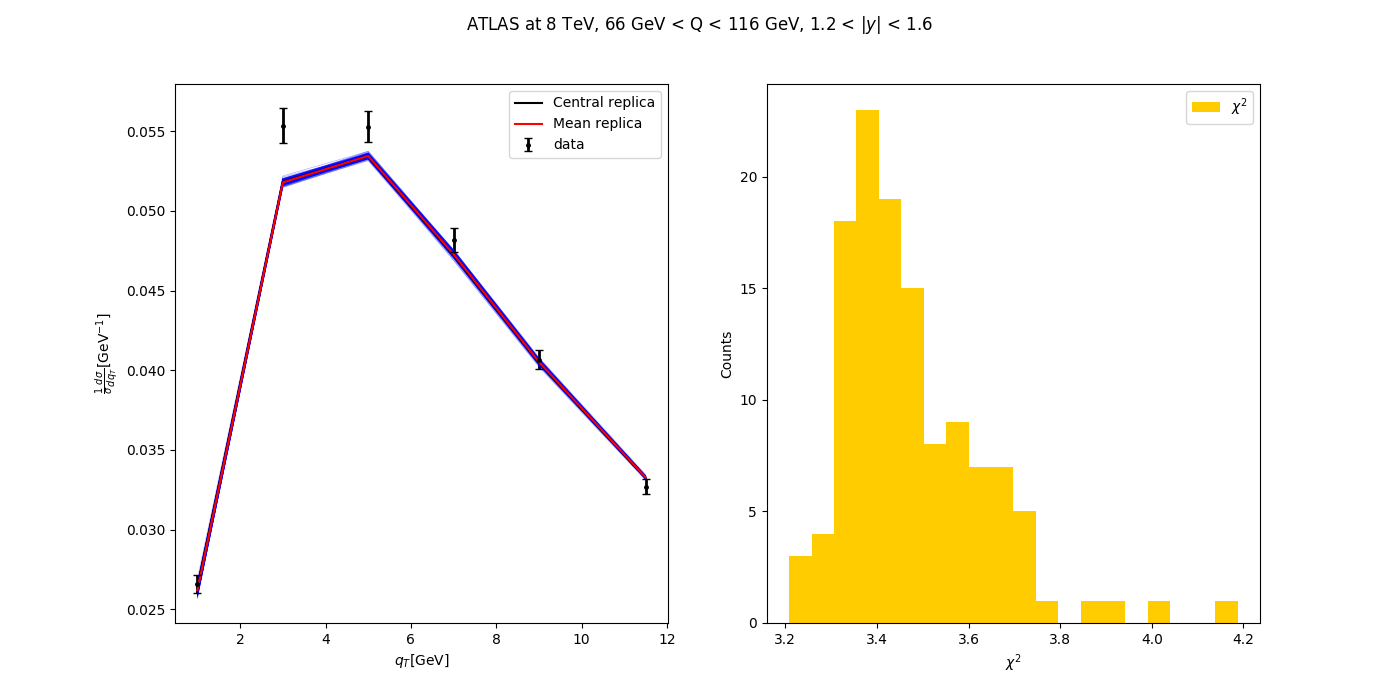 ATLAS at 8 TeV, 66 GeV < Q < 116 GeV, 1.2 < |y| < 1.6
Central replica
Mean replica
data
0.055
0.050
0.045
0.040
0.035
0.030
0.025
1/σ dσ/dq_T [GeV⁻¹]
2 4 6 8 10 12
q_T[GeV]
χ²
20
15
10
5
0
Counts
3.2 3.4 3.6 3.8 4.0 4.2
χ²